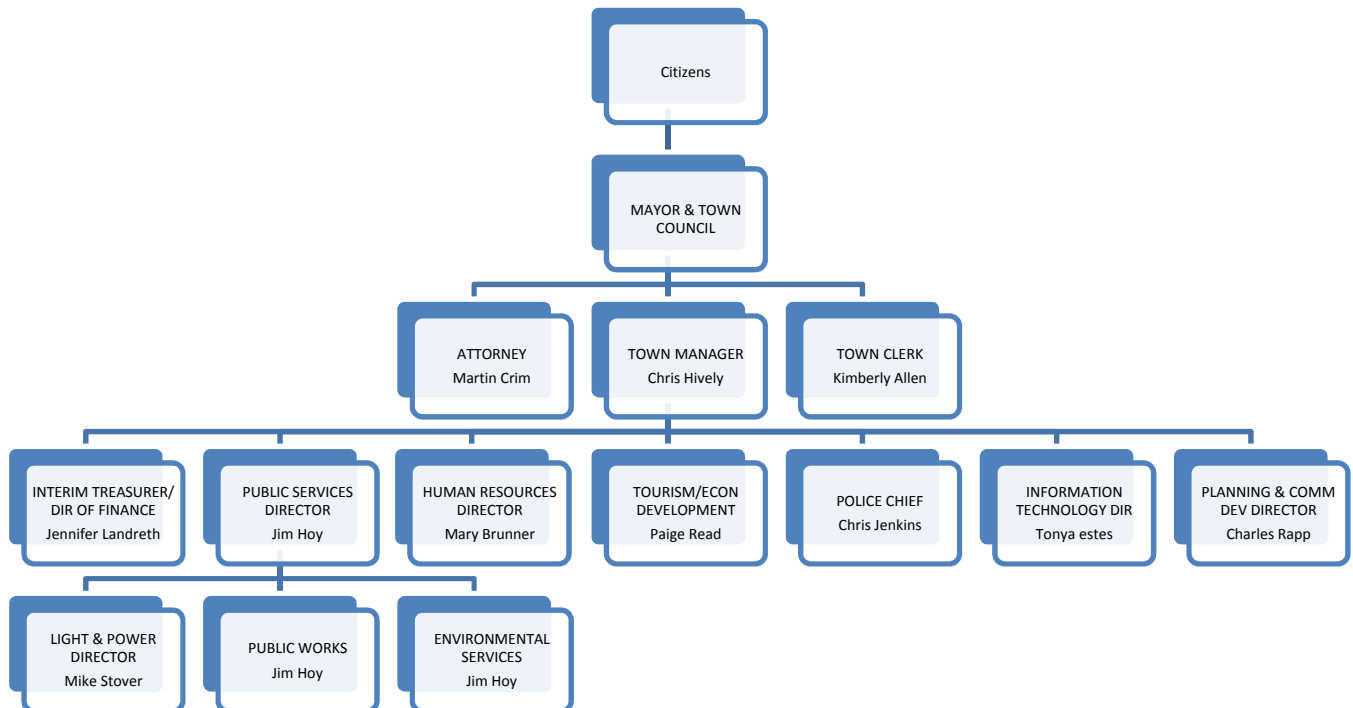 Citizens
MAYOR & TOWN
COUNCIL
ATTORNEY
Martin Crim
TOWN MANAGER
Chris Hively
TOWN CLERK
Kimberly Allen
INTERIM TREASURER/
DIR OF FINANCE
Jennifer Landreth
PUBLIC SERVICES
DIRECTOR
Jim Hoy
HUMAN RESOURCES
DIRECTOR
Mary Brunner
TOURISM/ECON
DEVELOPMENT
Paige Read
POLICE CHIEF
Chris Jenkins
INFORMATION
TECHNOLOGY DIR
Tonya estes
PLANNING & COMM
DEV DIRECTOR
Charles Rapp
LIGHT & POWER
DIRECTOR
Mike Stover
PUBLIC WORKS
Jim Hoy
ENVIRONMENTAL
SERVICES
Jim Hoy